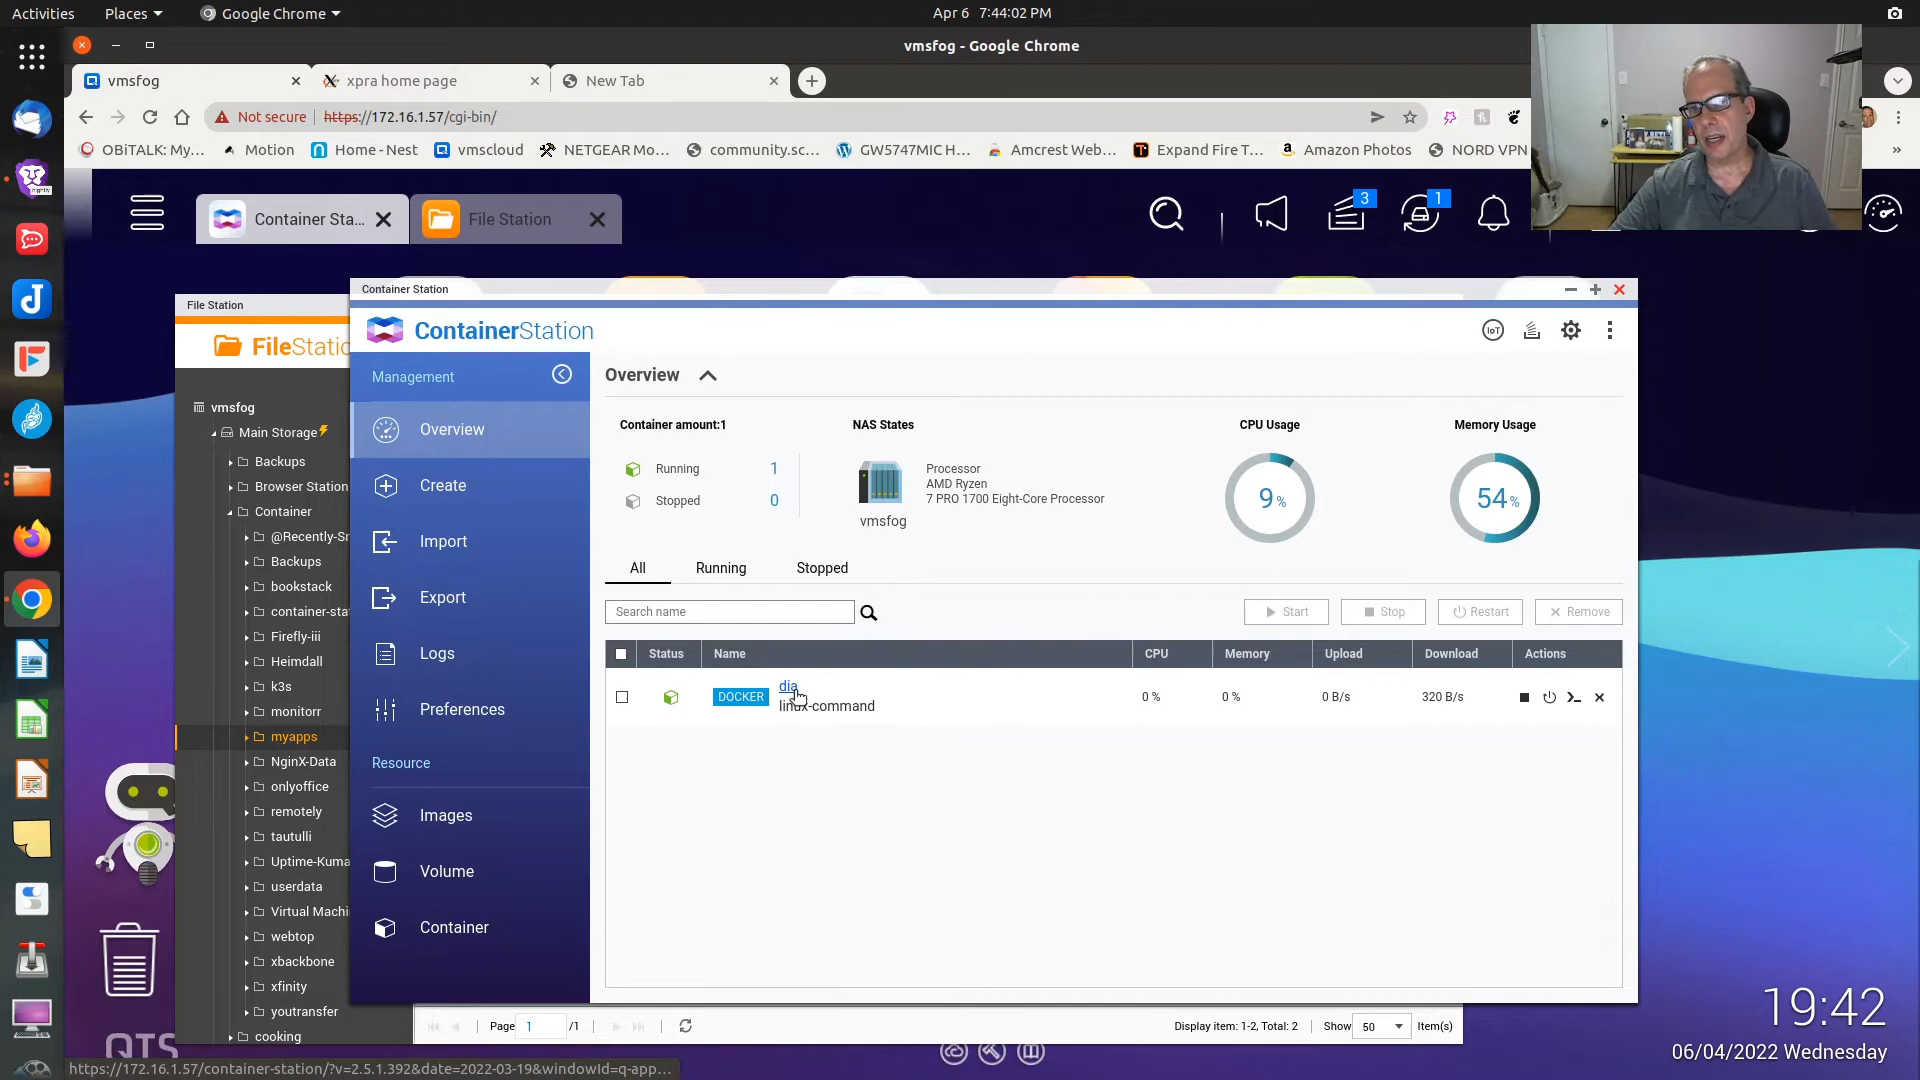 Activities Places Google Chrome Apr 6 7:44:02 PM
vmsfog - Google Chrome
vmsfog xpra home page New Tab
Not secure https://172.16.1.57/cgi-bin/
OBiTALK: My... Motion Home - Nest vmscloud NETGEAR Mo... community.sc... GW5747MIC H... Amcrest Web... Expand Fire T... Amazon Photos NORD VPN »
nightly
Container Sta... File Station 3 1
Container Station
File Station
ContainerStation IoT
FileStatio
Management
Overview
Create
Import
Export
Logs
Preferences
Resource
Images
Volume
Container
vmsfog
Main Storage
Backups
Browser Station
Container
@Recently-Sn
Backups
bookstack
container-stat
Firefly-iii
Heimdall
k3s
monitorr
myapps
NginX-Data
onlyoffice
remotely
tautulli
Uptime-Kuma
userdata
Virtual Machi
webtop
xbackbone
xfinity
youtransfer
cooking
Overview
Container amount:1 NAS States CPU Usage Memory Usage
Running 1
Stopped 0
Processor
AMD Ryzen
7 PRO 1700 Eight-Core Processor
vmsfog
9% 54%
All Running Stopped
Search name Start Stop Restart Remove
Status Name CPU Memory Upload Download Actions
DOCKER dia 0 % 0 % 0 B/s 320 B/s
linux-command
Page 1 /1 Display item: 1-2, Total: 2 Show 50 Item(s)
QTS
19:42
06/04/2022 Wednesday
https://172.16.1.57/container-station/?v=2.5.1.392&date=2022-03-19&windowId=q-app...